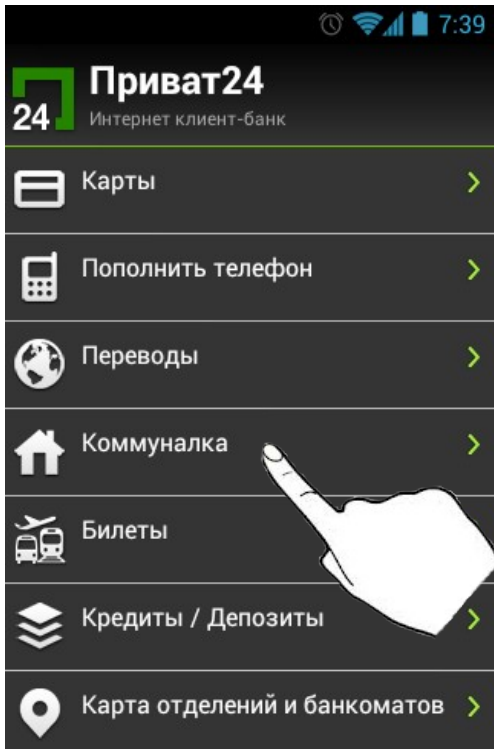 7:39
Приват24
24
Интернет клиент-банк
Карты
Пополнить телефон
Переводы
Коммуналка
Билеты
Кредиты / Депозиты
Карта отделений и банкоматов